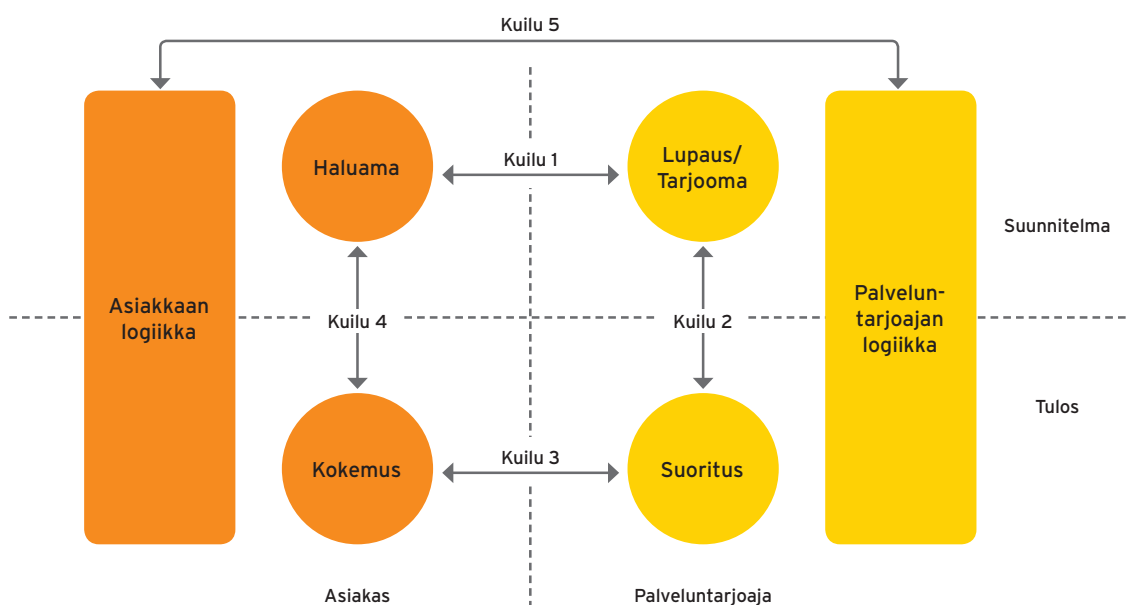 Kuilu 5
Haluama
Kuilu 1
Lupaus/
Tarjooma
Suunnitelma
Asiakkaan
logiikka
Kuilu 4
Kuilu 2
Palvelun-
tarjoajan
logiikka
Tulos
Kokemus
Kuilu 3
Suoritus
Asiakas
Palveluntarjoaja